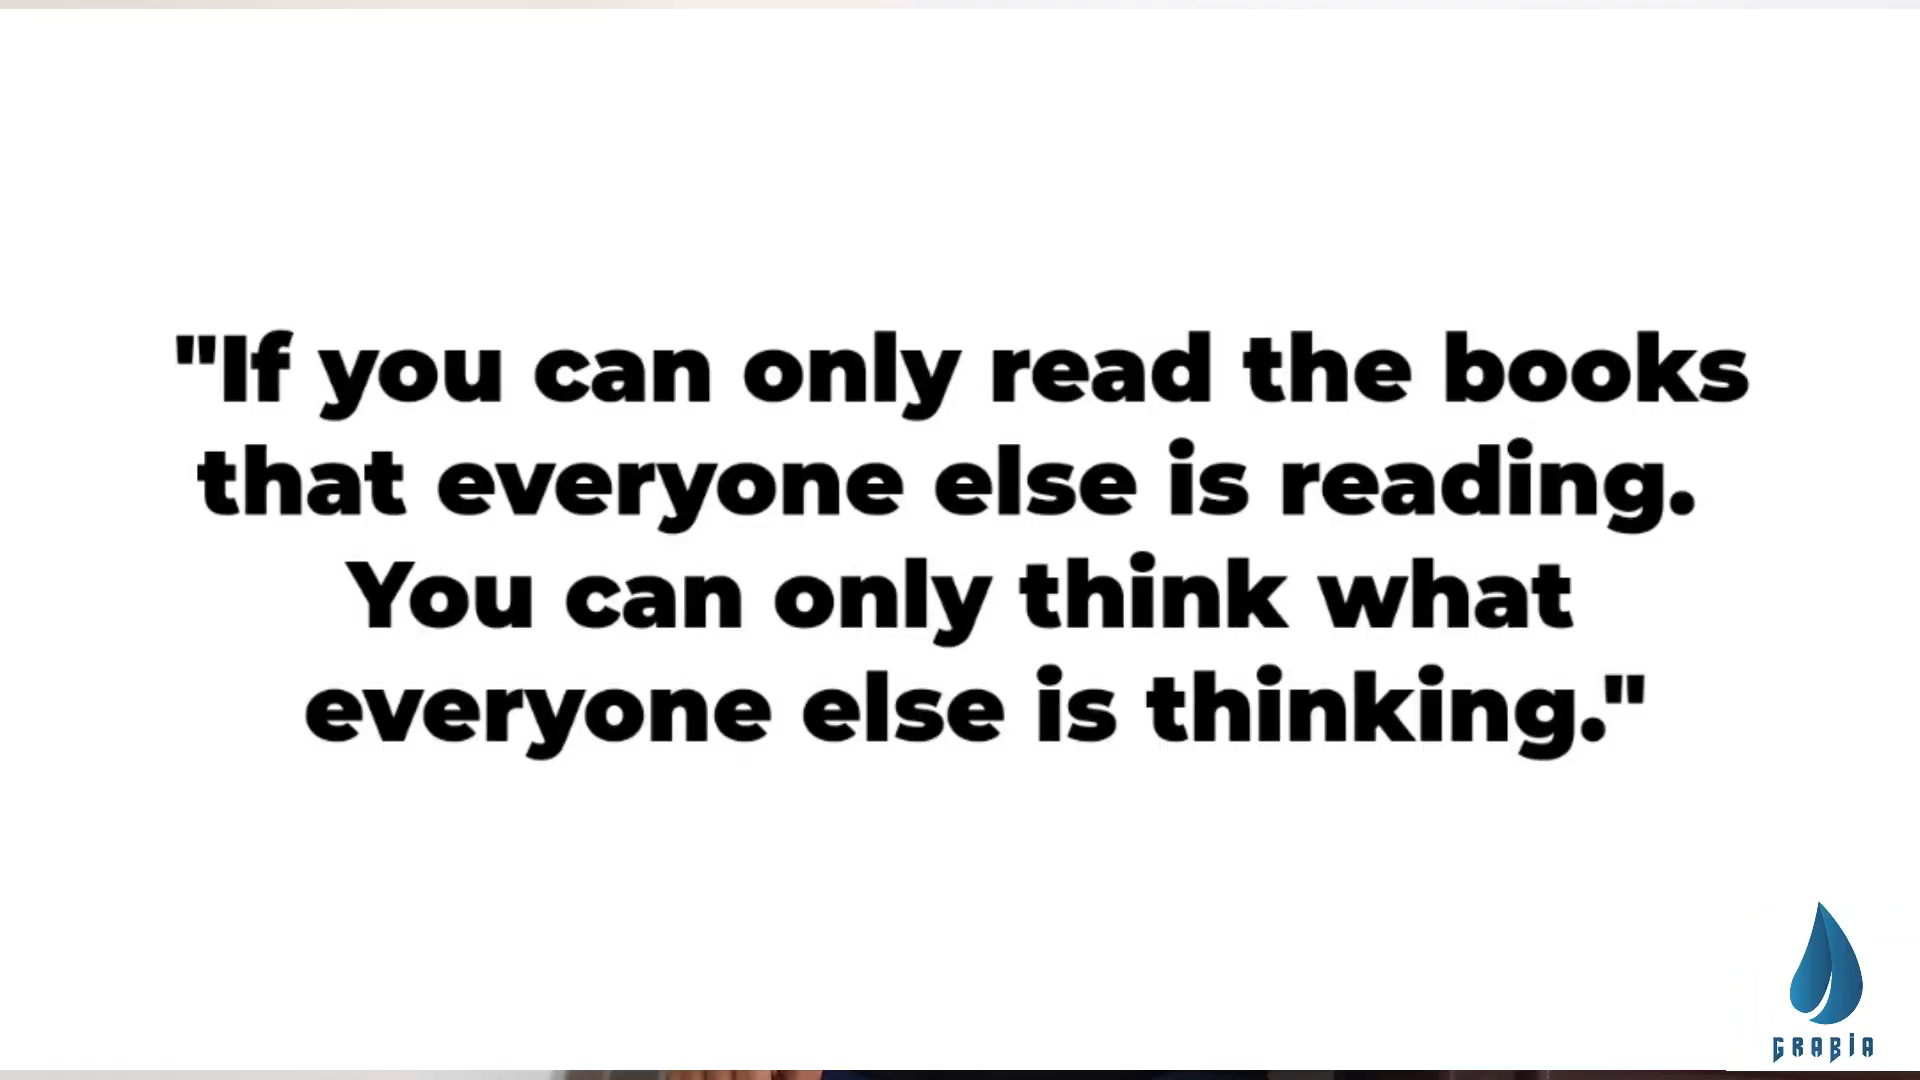 "If you can only read the books
that everyone else is reading.
You can only think what
everyone else is thinking."
GRABIA